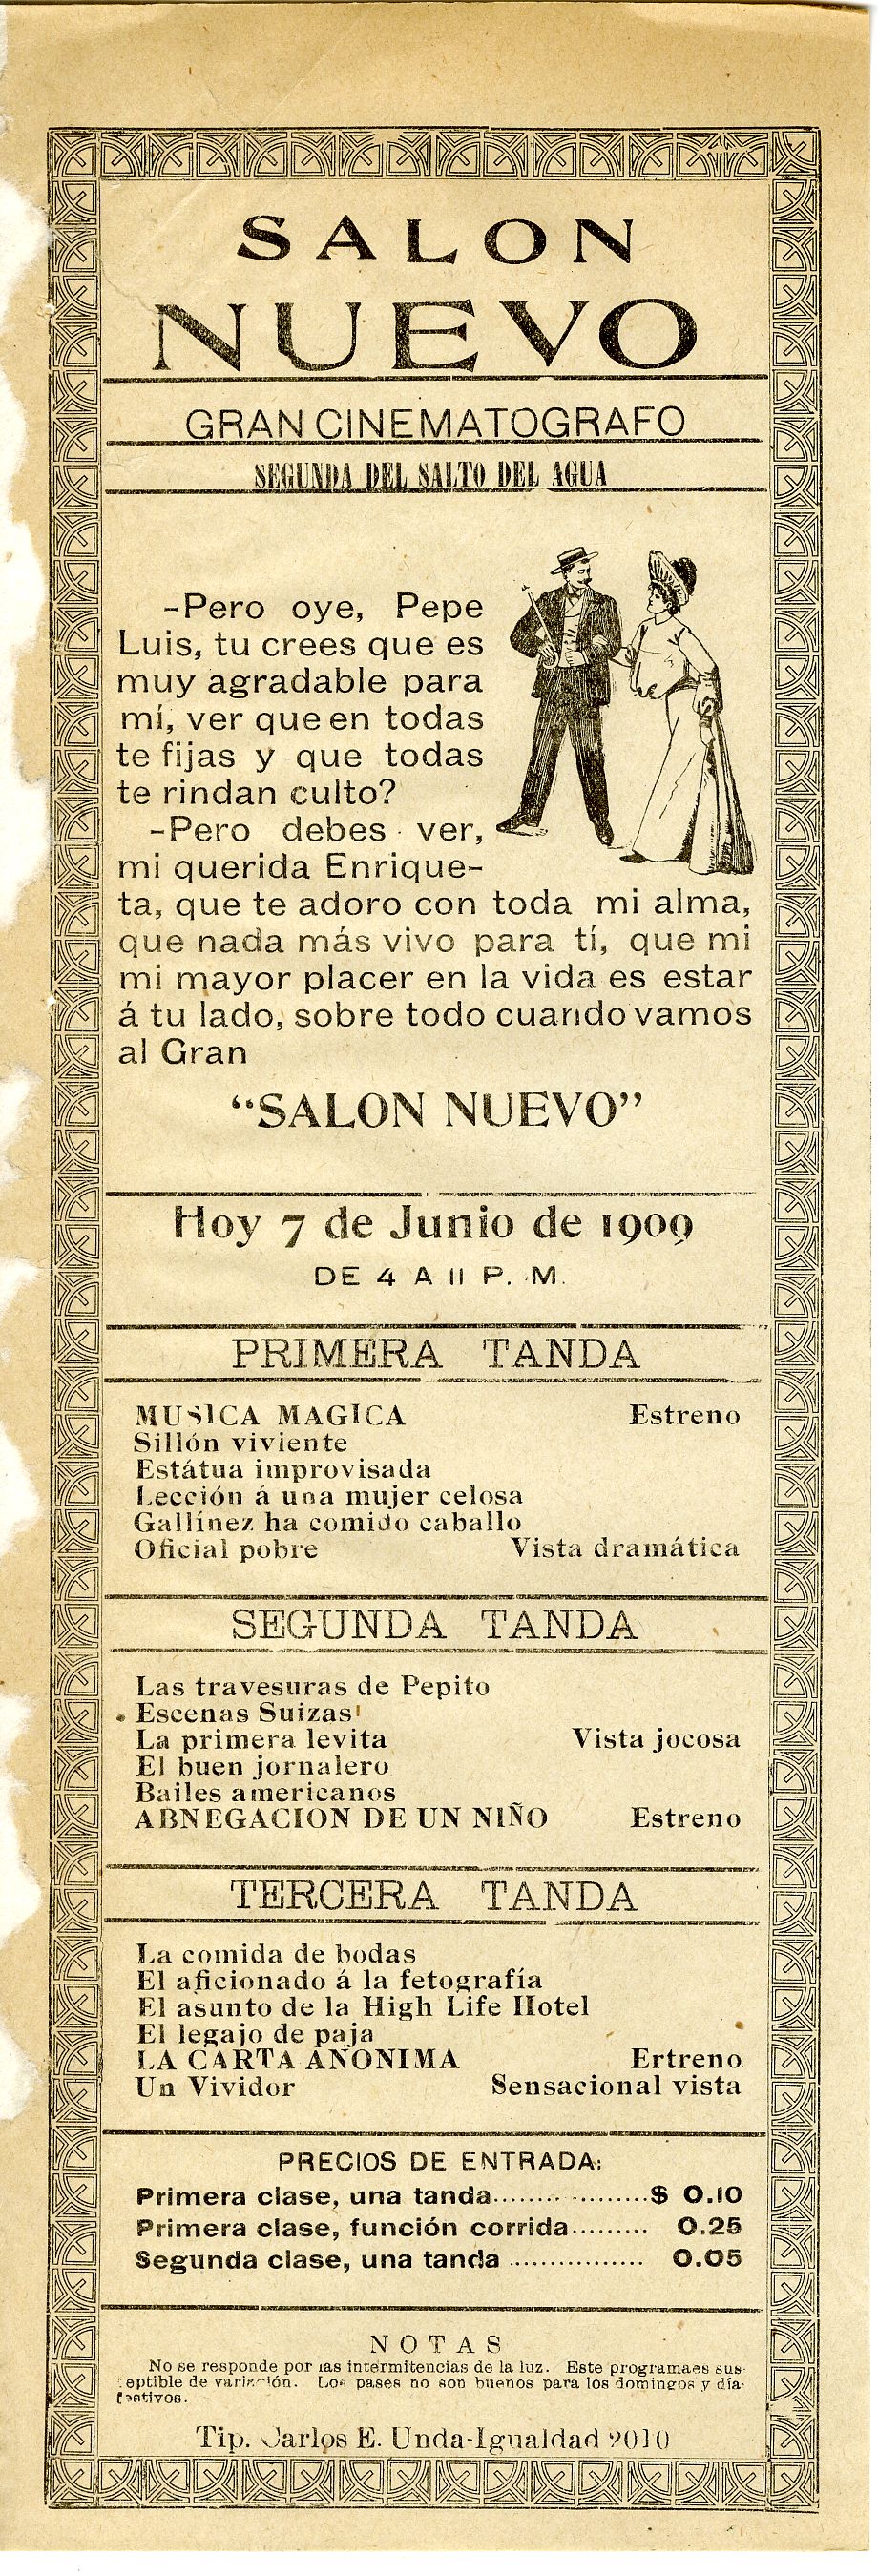 SALON
NUEVO
GRAN CINEMATOGRAFO
SEGUNDA DEL SALTO DEL AGUA
-Pero oye, Pepe
Luis, tu crees que es
muy agradable para
mí, ver que en todas
te fijas y que todas
te rindan culto?
-Pero debes ver,
mi querida Enrique-
ta, que te adoro con toda mi alma,
que nada más vivo para tí, que mi
mi mayor placer en la vida es estar
á tu lado, sobre todo cuando vamos
al Gran
“SALON NUEVO”
Hoy 7 de Junio de 1909
DE 4 A 11 P. M.
PRIMERA TANDA
MUSICA MAGICA Estreno
Sillón viviente
Estátua improvisada
Lección á una mujer celosa
Gallínez ha comido caballo
Oficial pobre Vista dramática
SEGUNDA TANDA
Las travesuras de Pepito
Escenas Suizas
La primera levita Vista jocosa
El buen jornalero
Bailes americanos
ABNEGACION DE UN NIÑO Estreno
TERCERA TANDA
La comida de bodas
El aficionado á la fetografía
El asunto de la High Life Hotel
El legajo de paja
LA CARTA ANONIMA Ertreno
Un Vividor Sensacional vista
PRECIOS DE ENTRADA:
Primera clase, una tanda.................$ 0.10
Primera clase, función corrida......... 0.25
Segunda clase, una tanda ................. 0.05
NOTAS
No se responde por las intermitencias de la luz. Este programaes sus-
ceptible de variación. Los pases no son buenos para los domingos y día-
festivos.
Tip. Carlos E. Unda-Igualdad 2010